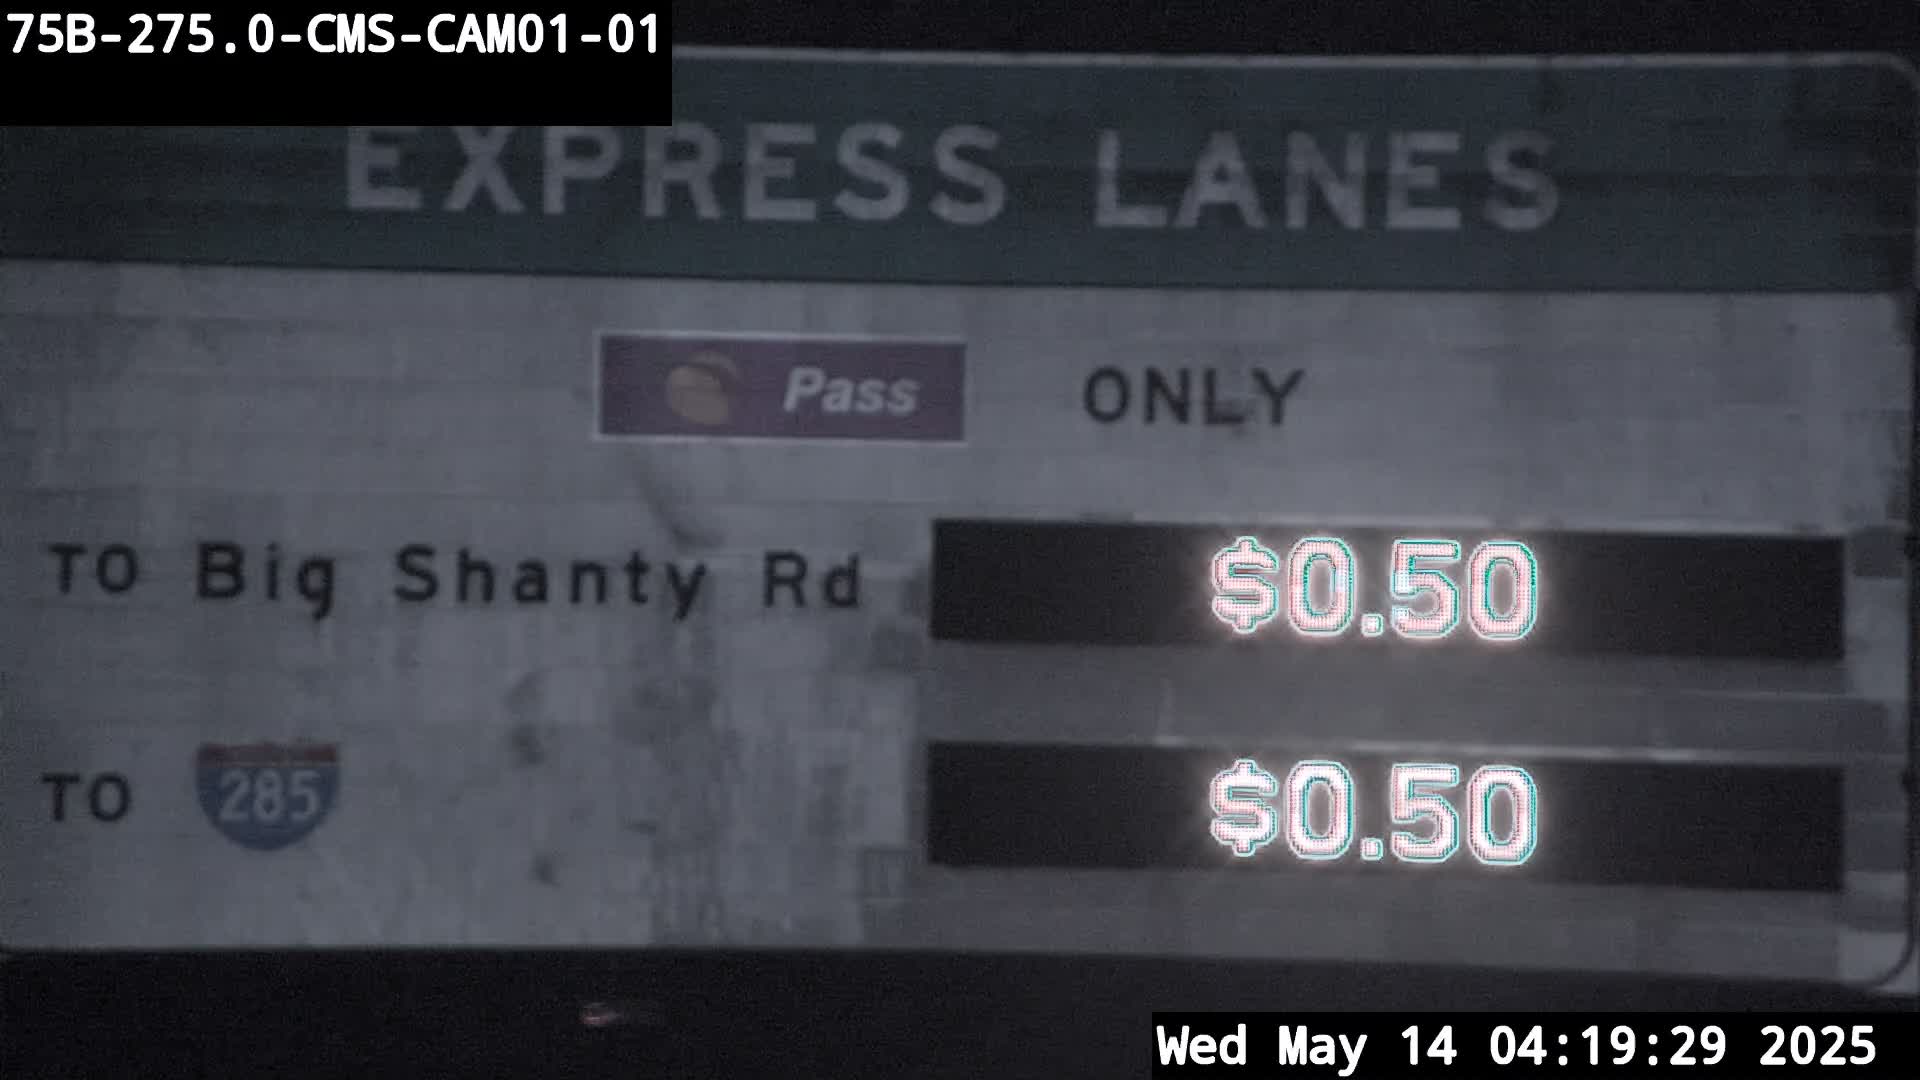 75B-275.0-CMS-CAM01-01
EXPRESS LANES
Pass ONLY
TO Big Shanty Rd $0.50
TO 285 $0.50
Wed May 14 04:19:29 2025